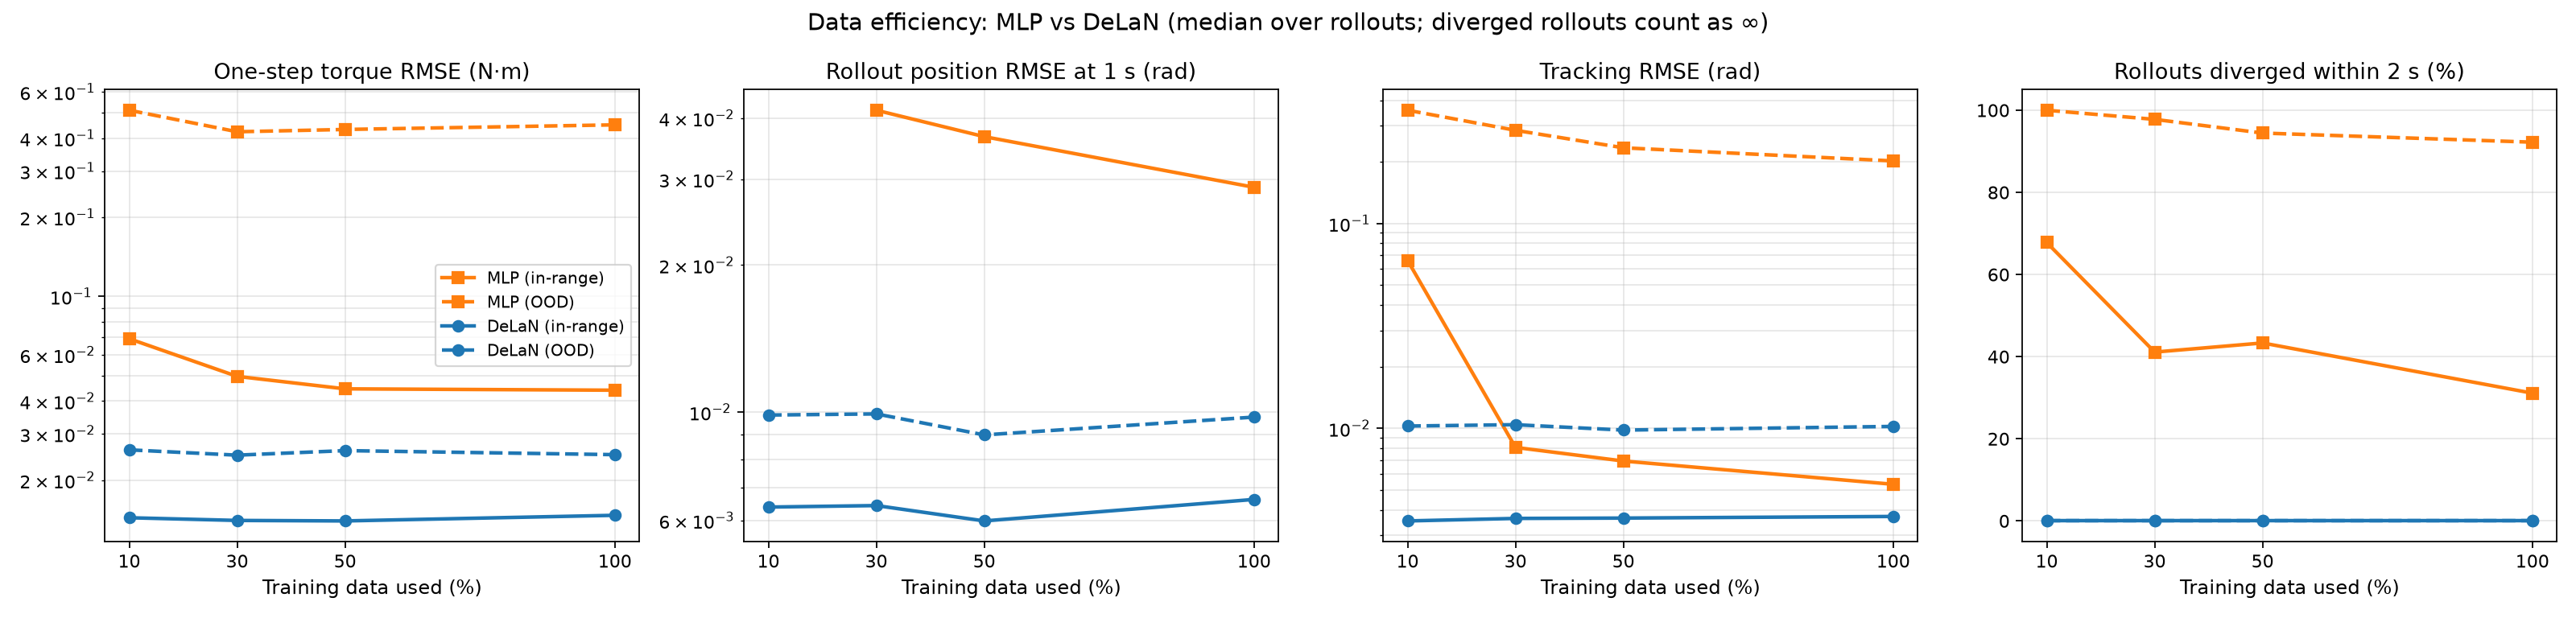 Data efficiency: MLP vs DeLaN (median over rollouts; diverged rollouts count as ∞)
One-step torque RMSE (N·m)
6 × 10⁻¹
4 × 10⁻¹
3 × 10⁻¹
2 × 10⁻¹
10⁻¹
6 × 10⁻²
4 × 10⁻²
3 × 10⁻²
2 × 10⁻²
MLP (in-range)
MLP (OOD)
DeLaN (in-range)
DeLaN (OOD)
10 30 50 100
Training data used (%)
Rollout position RMSE at 1 s (rad)
4 × 10⁻²
3 × 10⁻²
2 × 10⁻²
10⁻²
6 × 10⁻³
10 30 50 100
Training data used (%)
Tracking RMSE (rad)
10⁻¹
10⁻²
10 30 50 100
Training data used (%)
Rollouts diverged within 2 s (%)
100
80
60
40
20
0
10 30 50 100
Training data used (%)